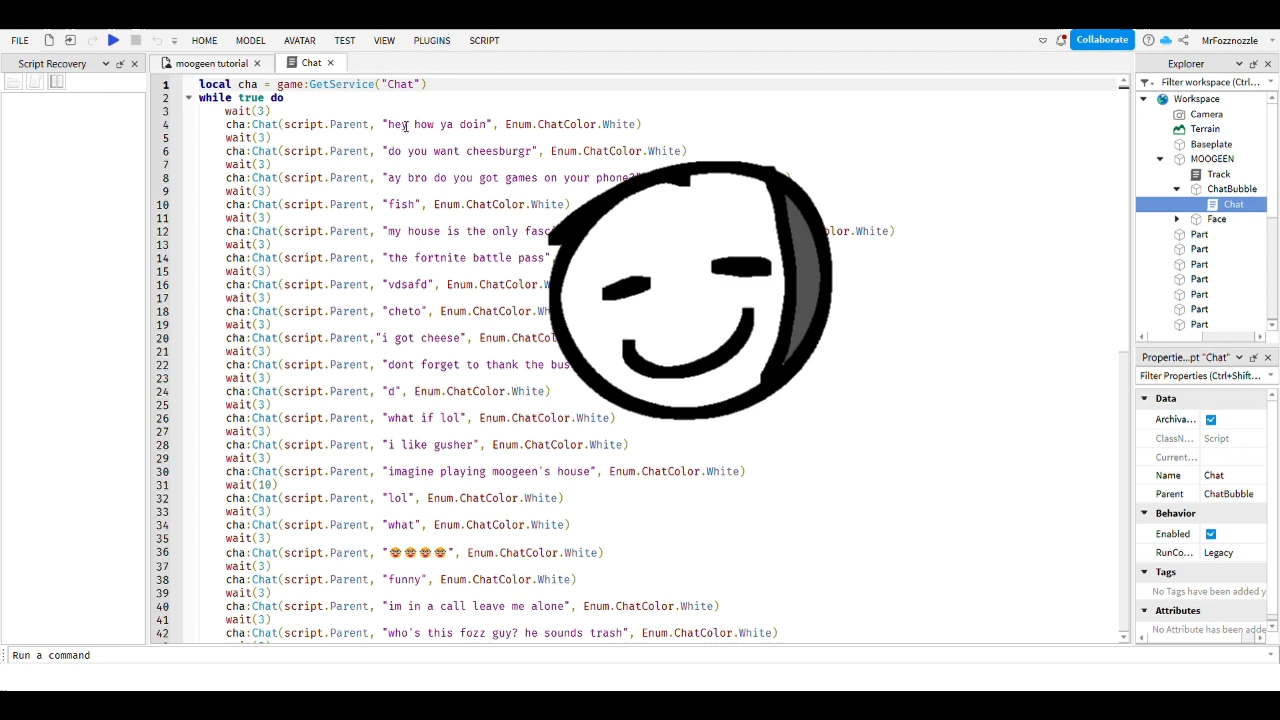 FILE HOME MODEL AVATAR TEST VIEW PLUGINS SCRIPT Collaborate MrFozznozzle
Script Recovery
moogeen tutorial
Chat
1 local cha = game:GetService("Chat")
2 while true do
3 wait(3)
4 cha:Chat(script.Parent, "hey how ya doin", Enum.ChatColor.White)
5 wait(3)
6 cha:Chat(script.Parent, "do you want cheesburgr", Enum.ChatColor.White)
7 wait(3)
8 cha:Chat(script.Parent, "ay bro do you got games on your phone?"
9 wait(3)
10 cha:Chat(script.Parent, "fish", Enum.ChatColor.White)
11 wait(3)
12 cha:Chat(script.Parent, "my house is the only olor.White)
13 wait(3)
14 cha:Chat(script.Parent, "the fortnite battle pass",
15 wait(3)
16 cha:Chat(script.Parent, "vdsafd", Enum.ChatColor.W
17 wait(3)
18 cha:Chat(script.Parent, "cheto", Enum.ChatColor.Wh
19 wait(3)
20 cha:Chat(script.Parent,"i got cheese", Enum.ChatCo
21 wait(3)
22 cha:Chat(script.Parent, "dont forget to thank the bus
23 wait(3)
24 cha:Chat(script.Parent, "d", Enum.ChatColor.White)
25 wait(3)
26 cha:Chat(script.Parent, "what if lol", Enum.ChatColor.White)
27 wait(3)
28 cha:Chat(script.Parent, "i like gusher", Enum.ChatColor.White)
29 wait(3)
30 cha:Chat(script.Parent, "imagine playing moogeen's house", Enum.ChatColor.White)
31 wait(10)
32 cha:Chat(script.Parent, "lol", Enum.ChatColor.White)
33 wait(3)
34 cha:Chat(script.Parent, "what", Enum.ChatColor.White)
35 wait(3)
36 cha:Chat(script.Parent, "🤡🤡🤡🤡", Enum.ChatColor.White)
37 wait(3)
38 cha:Chat(script.Parent, "funny", Enum.ChatColor.White)
39 wait(3)
40 cha:Chat(script.Parent, "im in a call leave me alone", Enum.ChatColor.White)
41 wait(3)
42 cha:Chat(script.Parent, "who's this fozz guy? he sounds trash", Enum.ChatColor.White)
Explorer
Filter workspace (Ctrl...
Workspace
Camera
Terrain
Baseplate
MOOGEEN
Track
ChatBubble
Chat
Face
Part
Part
Part
Part
Part
Part
Part
Propertie...pt "Chat"
Filter Properties (Ctrl+Shift...
Data
Archiva...
ClassN... Script
Current...
Name Chat
Parent ChatBubble
Behavior
Enabled
RunCo... Legacy
Tags
No Tags have been added y
Attributes
No Attribute has been adde
Run a command